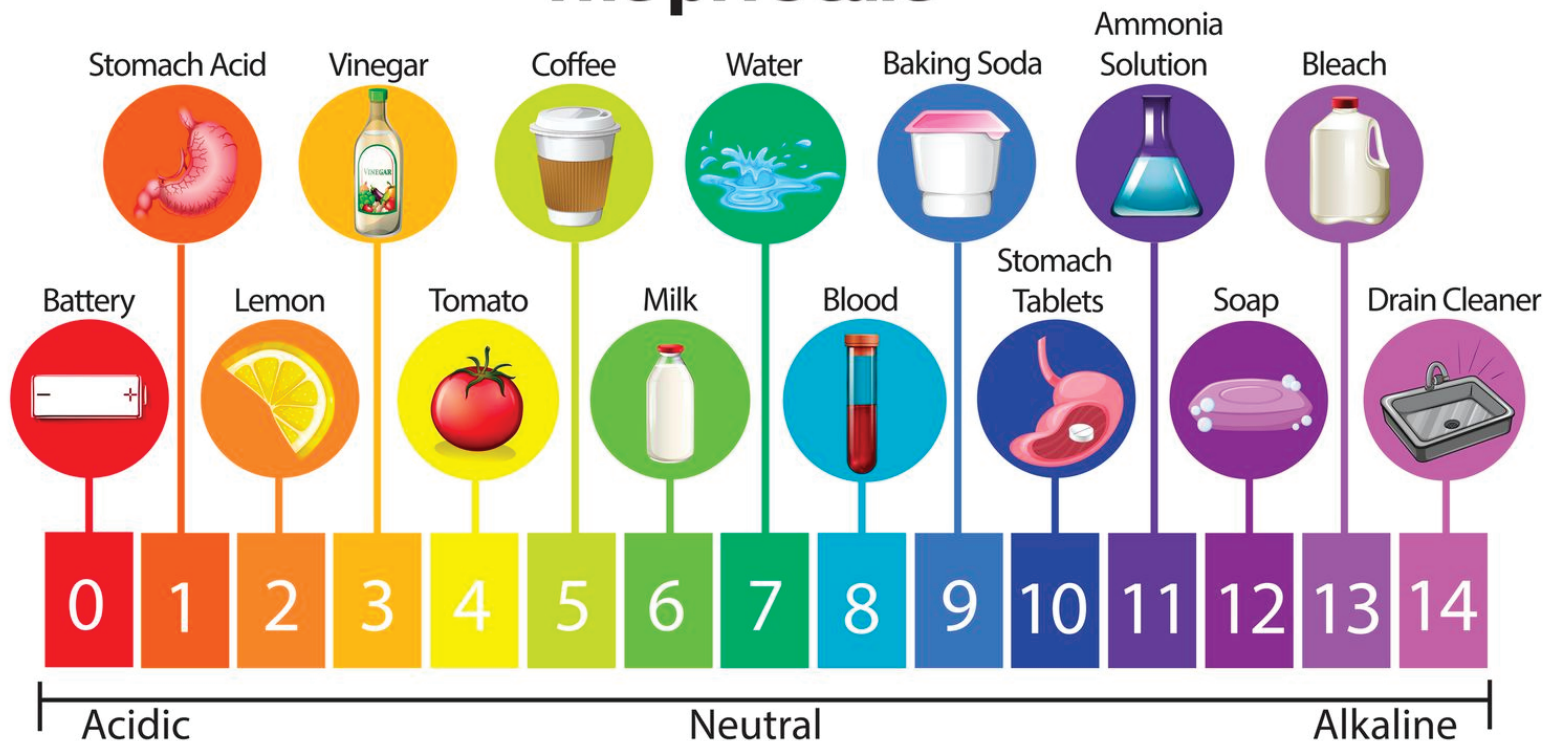 Stomach Acid
Vinegar
Coffee
Water
Baking Soda
Ammonia
Solution
Bleach
VINEGAR
Battery
Lemon
Tomato
Milk
Blood
Stomach
Tablets
Soap
Drain Cleaner
− +
0 1 2 3 4 5 6 7 8 9 10 11 12 13 14
Acidic
Neutral
Alkaline